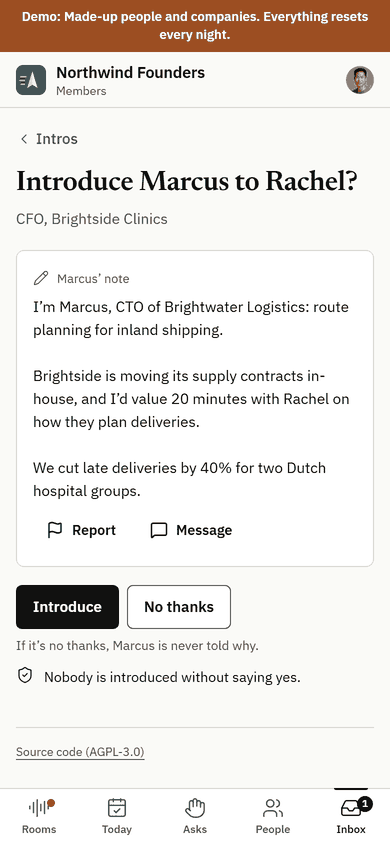 Demo: Made-up people and companies. Everything resets
every night.
Northwind Founders
Members
Intros
Introduce Marcus to Rachel?
CFO, Brightside Clinics
Marcus’ note
I’m Marcus, CTO of Brightwater Logistics: route
planning for inland shipping.
Brightside is moving its supply contracts in-
house, and I’d value 20 minutes with Rachel on
how they plan deliveries.
We cut late deliveries by 40% for two Dutch
hospital groups.
Report Message
Introduce No thanks
If it’s no thanks, Marcus is never told why.
Nobody is introduced without saying yes.
Source code (AGPL-3.0)
1
Rooms Today Asks People Inbox